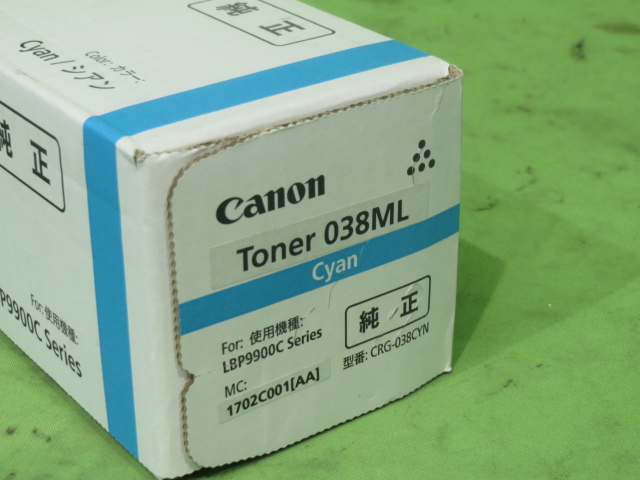 純正
Color: カラー:
Cyan / シアン
純正
For: 使用機種:
P9900C Series
Canon
Toner 038ML
Cyan
For: 使用機種:
LBP9900C Series
純正
MC:
1702C001[AA]
型番: CRG-038CYN